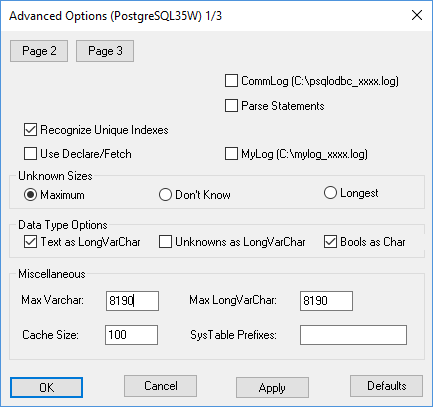 Advanced Options (PostgreSQL35W) 1/3
Page 2 Page 3
CommLog (C:\psqlodbc_xxxx.log)
Parse Statements
Recognize Unique Indexes
Use Declare/Fetch MyLog (C:\mylog_xxxx.log)
Unknown Sizes
Maximum Don't Know Longest
Data Type Options
Text as LongVarChar Unknowns as LongVarChar Bools as Char
Miscellaneous
Max Varchar: 8190 Max LongVarChar: 8190
Cache Size: 100 SysTable Prefixes:
OK Cancel Apply Defaults